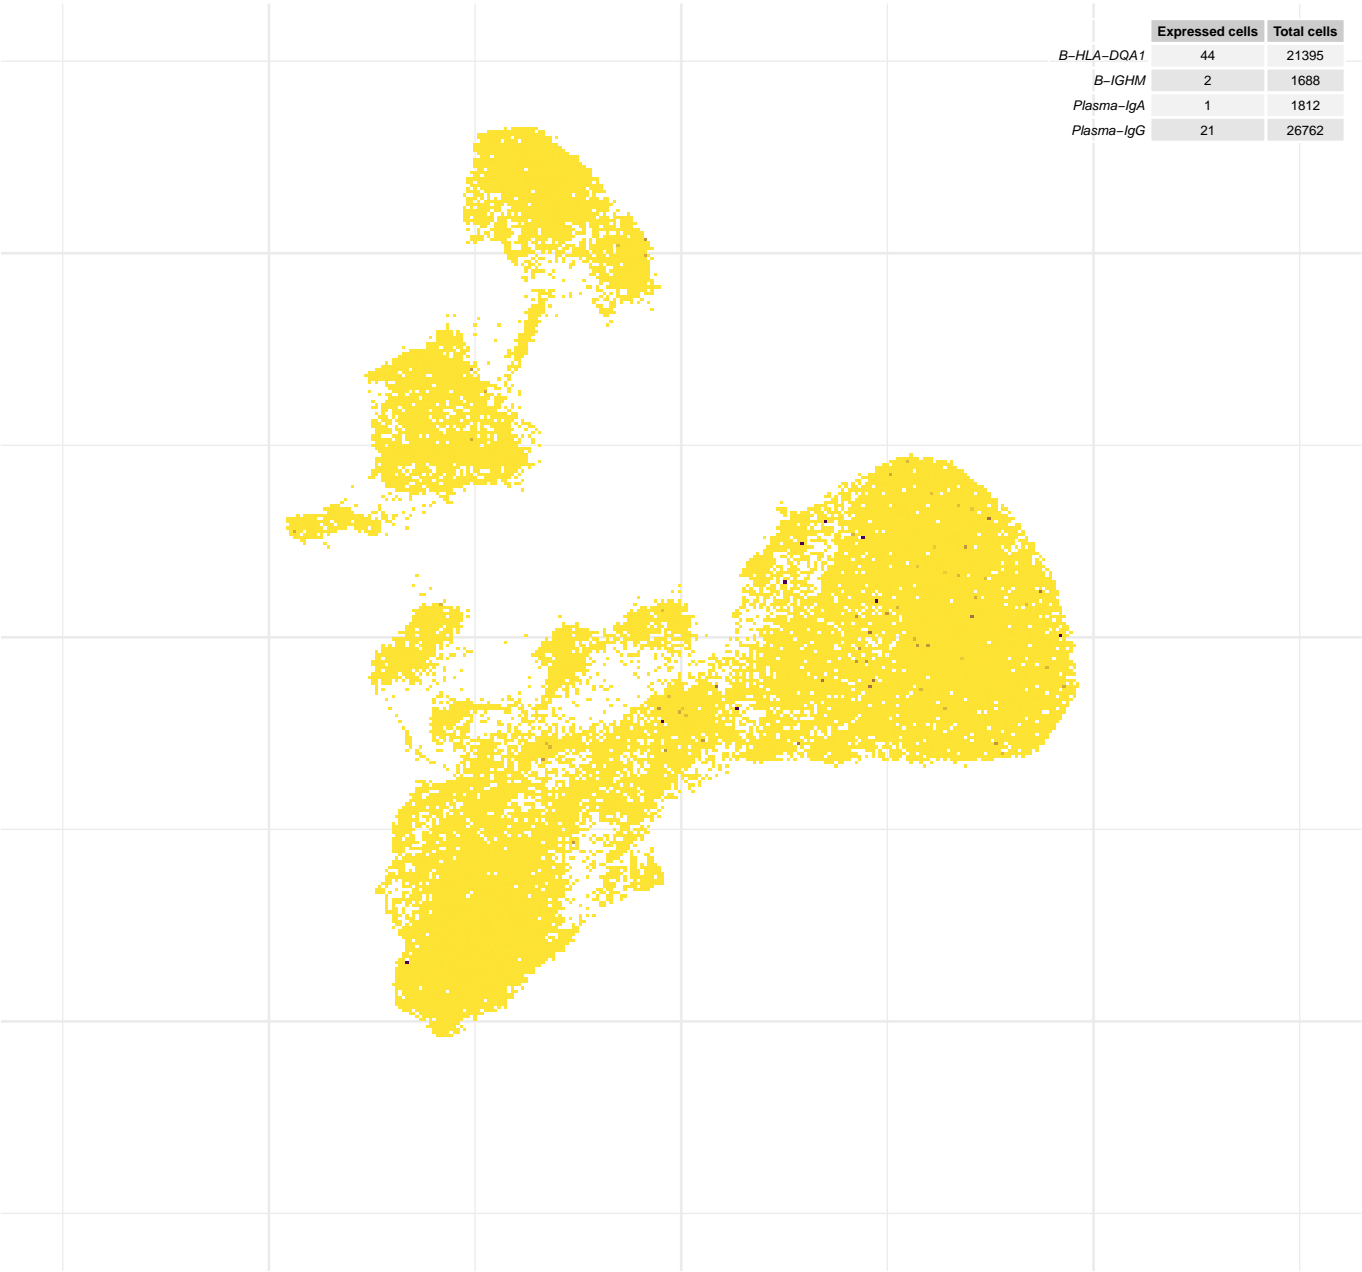 Expressed cells Total cells
B−HLA−DQA1 44 21395
B−IGHM 2 1688
Plasma−IgA 1 1812
Plasma−IgG 21 26762